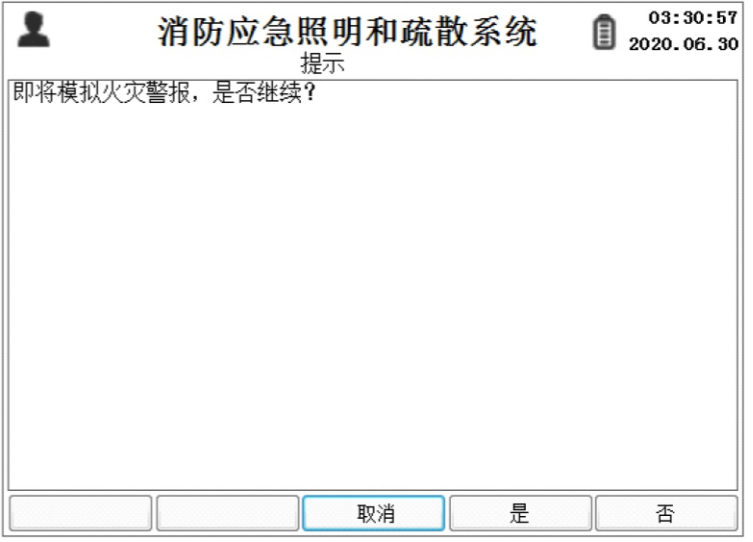 消防应急照明和疏散系统
03:30:57
2020.06.30
提示
即将模拟火灾警报，是否继续？
取消
是
否